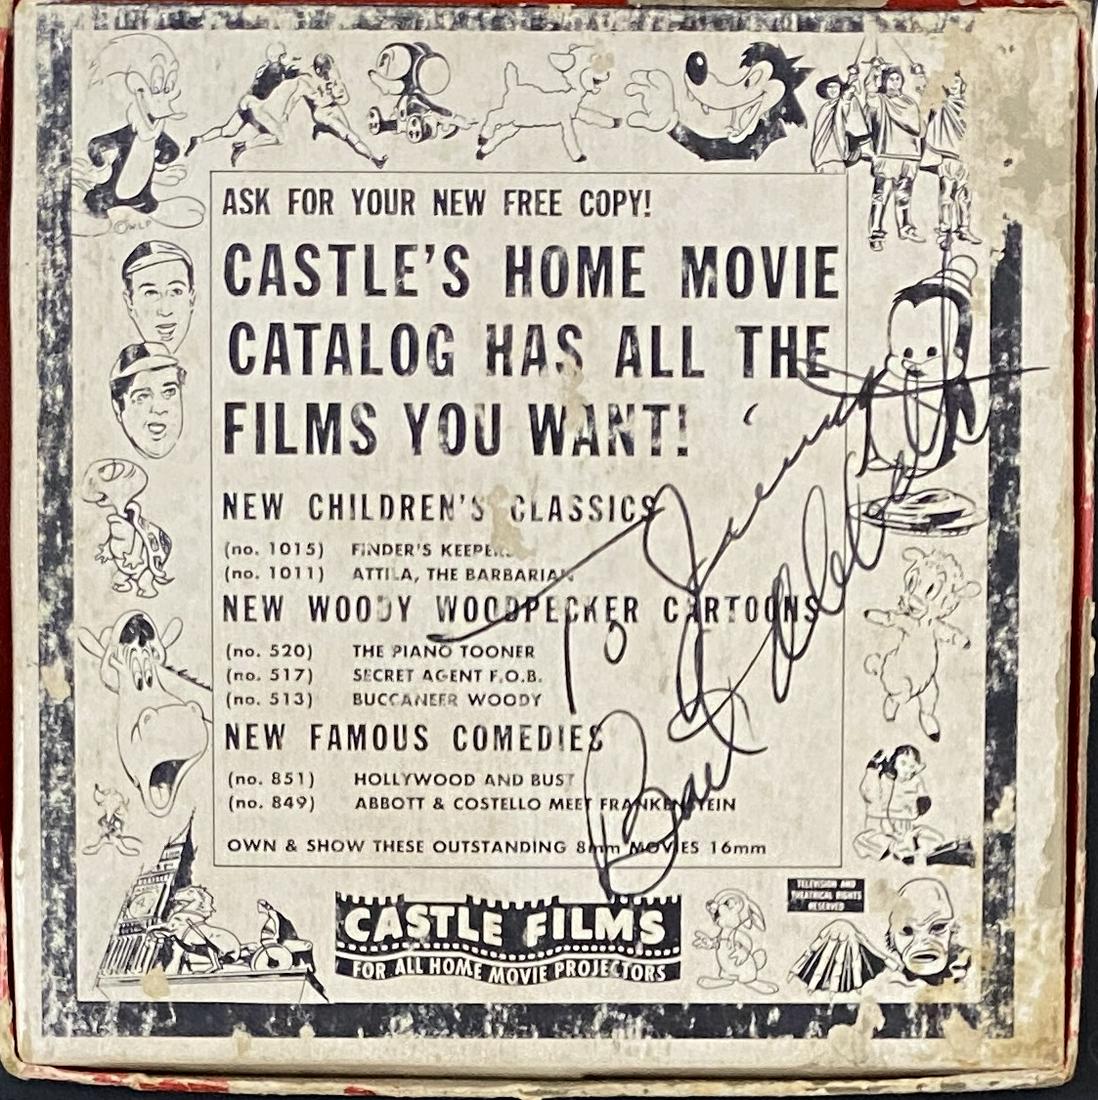 ASK FOR YOUR NEW FREE COPY!
CASTLE'S HOME MOVIE
CATALOG HAS ALL THE
FILMS YOU WANT!
NEW CHILDREN'S CLASSICS
(no. 1015) FINDER'S KEEPERS
(no. 1011) ATTILA, THE BARBARIAN
NEW WOODY WOODPECKER CARTOONS
(no. 520) THE PIANO TOONER
(no. 517) SECRET AGENT F.O.B.
(no. 513) BUCCANEER WOODY
NEW FAMOUS COMEDIES
(no. 851) HOLLYWOOD AND BUST
(no. 849) ABBOTT & COSTELLO MEET FRANKENSTEIN
OWN & SHOW THESE OUTSTANDING 8mm MOVIES 16mm
To
Bud
CASTLE FILMS
FOR ALL HOME MOVIE PROJECTORS
TELEVISION AND
THEATRICAL RIGHTS
RESERVED
©WLP
15